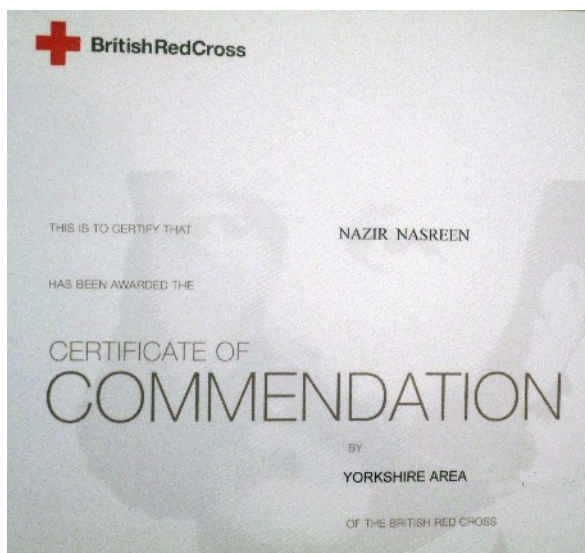 BritishRedCross
THIS IS TO CERTIFY THAT NAZIR NASREEN
HAS BEEN AWARDED THE
CERTIFICATE OF
COMMENDATION
BY
YORKSHIRE AREA
OF THE BRITISH RED CROSS